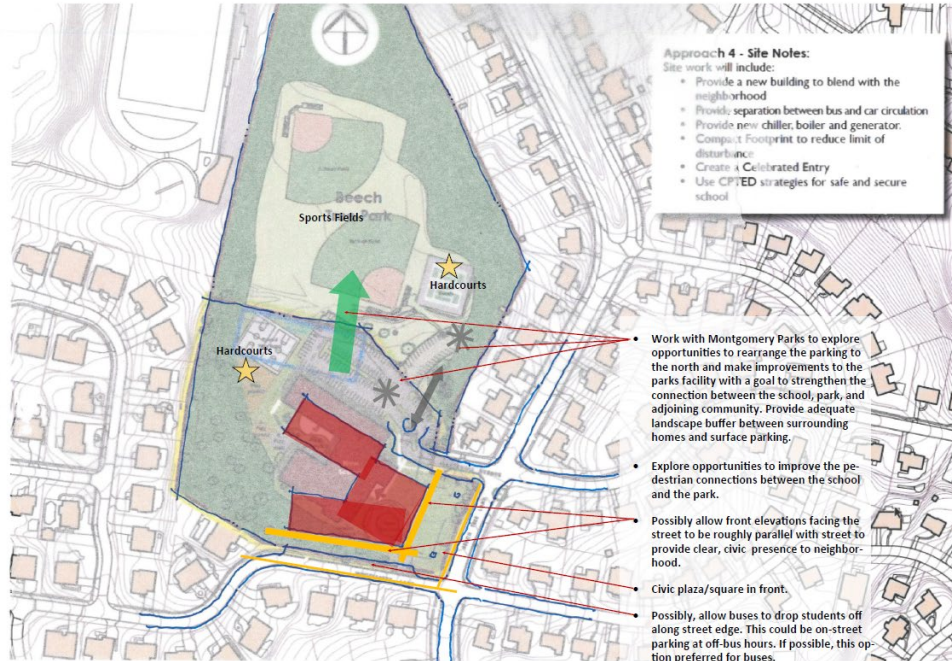 Approach 4 - Site Notes:
Site work will include:
• Provide a new building to blend with the
neighborhood
• Provide separation between bus and car circulation
• Provide new chiller, boiler and generator.
• Compact Footprint to reduce limit of
disturbance
• Create a Celebrated Entry
• Use CPTED strategies for safe and secure
school
Beech
Park
Sports Fields
Hardcourts
Hardcourts
• Work with Montgomery Parks to explore
opportunities to rearrange the parking to
the north and make improvements to the
parks facility with a goal to strengthen the
connection between the school, park, and
adjoining community. Provide adequate
landscape buffer between surrounding
homes and surface parking.
• Explore opportunities to improve the pe-
destrian connections between the school
and the park.
• Possibly allow front elevations facing the
street to be roughly parallel with street to
provide clear, civic presence to neighbor-
hood.
• Civic plaza/square in front.
• Possibly, allow buses to drop students off
along street edge. This could be on-street
parking at off-bus hours. If possible, this op-
tion preferred for buses.